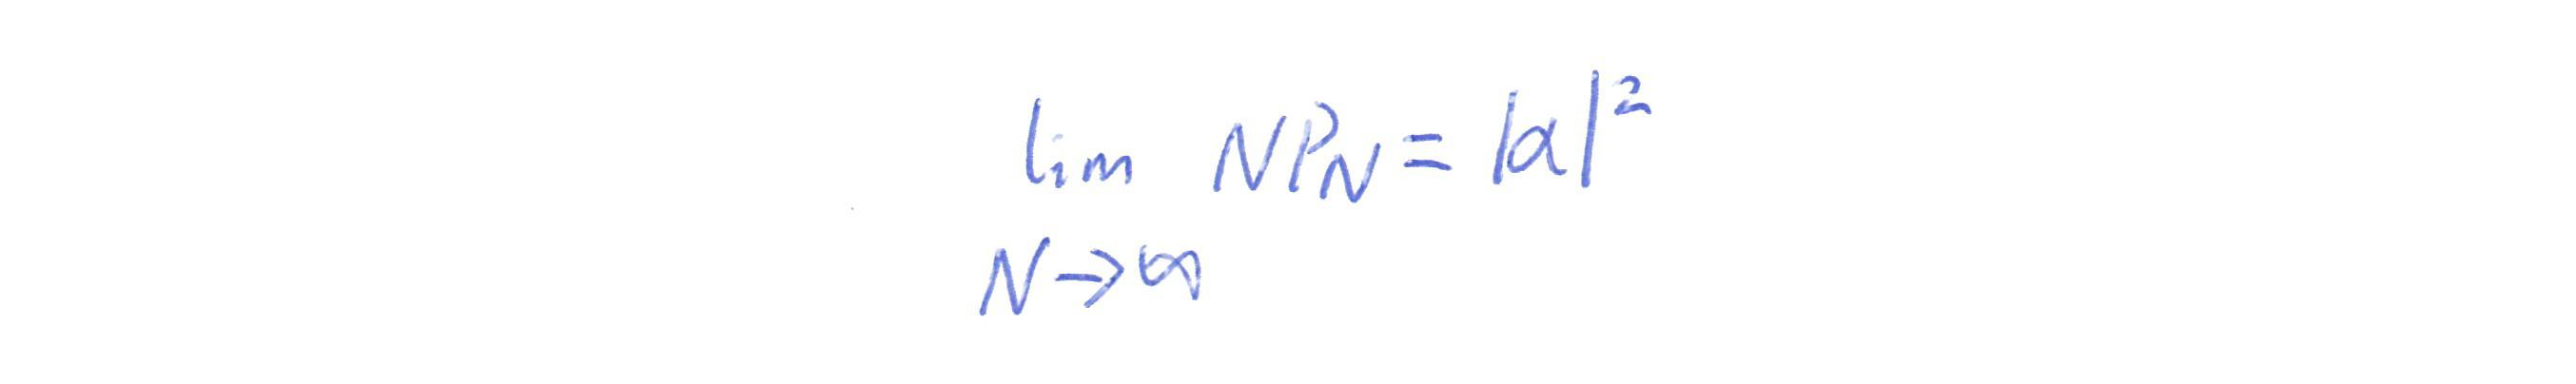 lim NP_N = |α|²
N→∞